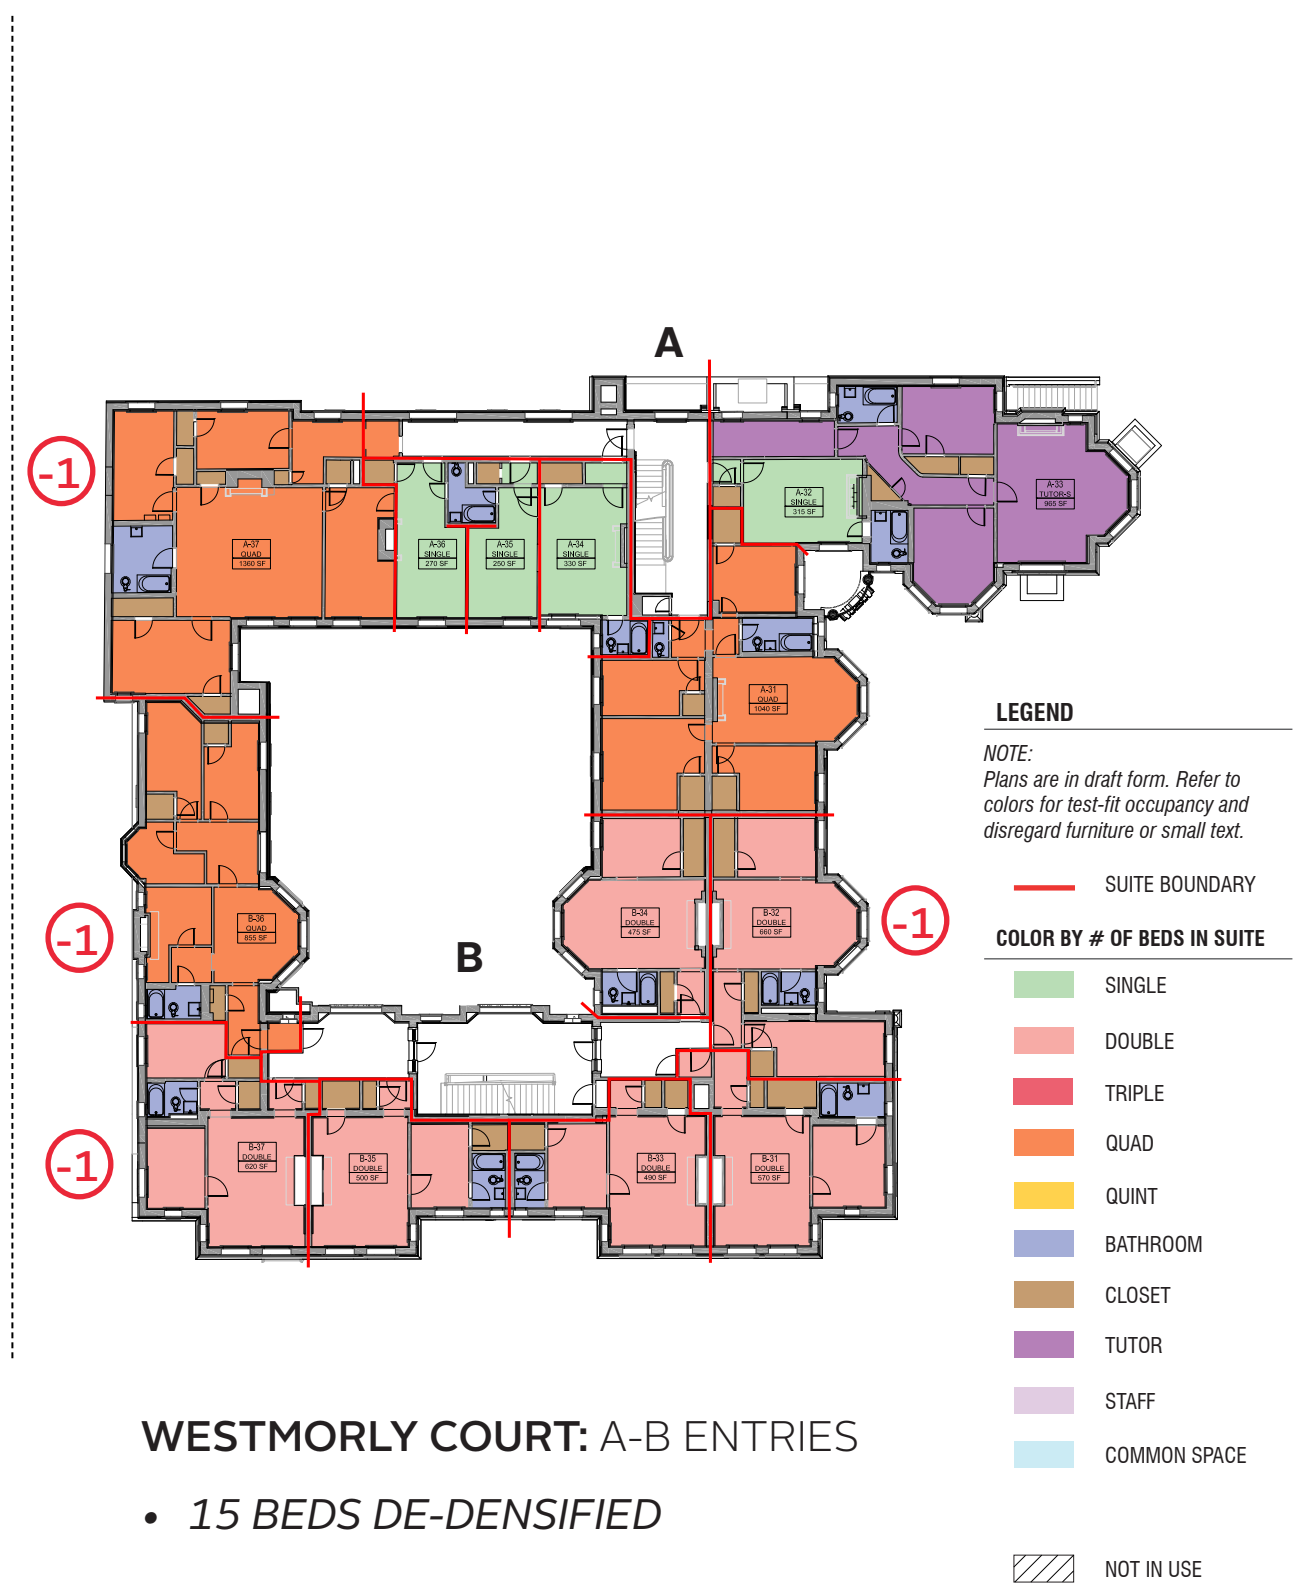 A
-1
A-37
QUAD
1360 SF
A-36
SINGLE
270 SF
A-35
SINGLE
250 SF
A-34
SINGLE
330 SF
A-32
SINGLE
315 SF
A-33
TUTOR-S
965 SF
A-31
QUAD
1040 SF
-1
B-36
QUAD
855 SF
B
B-34
DOUBLE
475 SF
B-32
DOUBLE
660 SF
-1
-1
B-37
DOUBLE
620 SF
B-35
DOUBLE
500 SF
B-33
DOUBLE
490 SF
B-31
DOUBLE
570 SF
LEGEND
NOTE:
Plans are in draft form. Refer to
colors for test-fit occupancy and
disregard furniture or small text.
SUITE BOUNDARY
COLOR BY # OF BEDS IN SUITE
SINGLE
DOUBLE
TRIPLE
QUAD
QUINT
BATHROOM
CLOSET
TUTOR
STAFF
COMMON SPACE
NOT IN USE
WESTMORLY COURT: A-B ENTRIES
• 15 BEDS DE-DENSIFIED